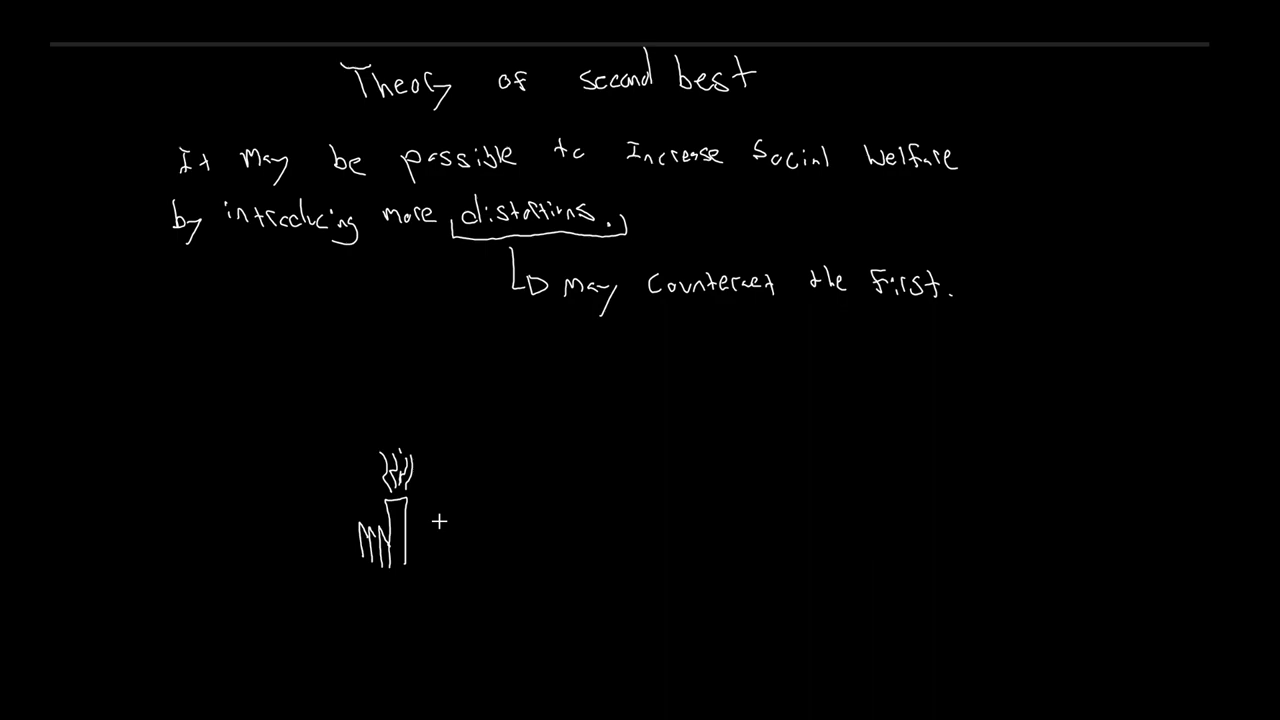 Theory of second best
It may be possible to Increase Social Welfare
by introducing more distortions.
may counteract the First.
+